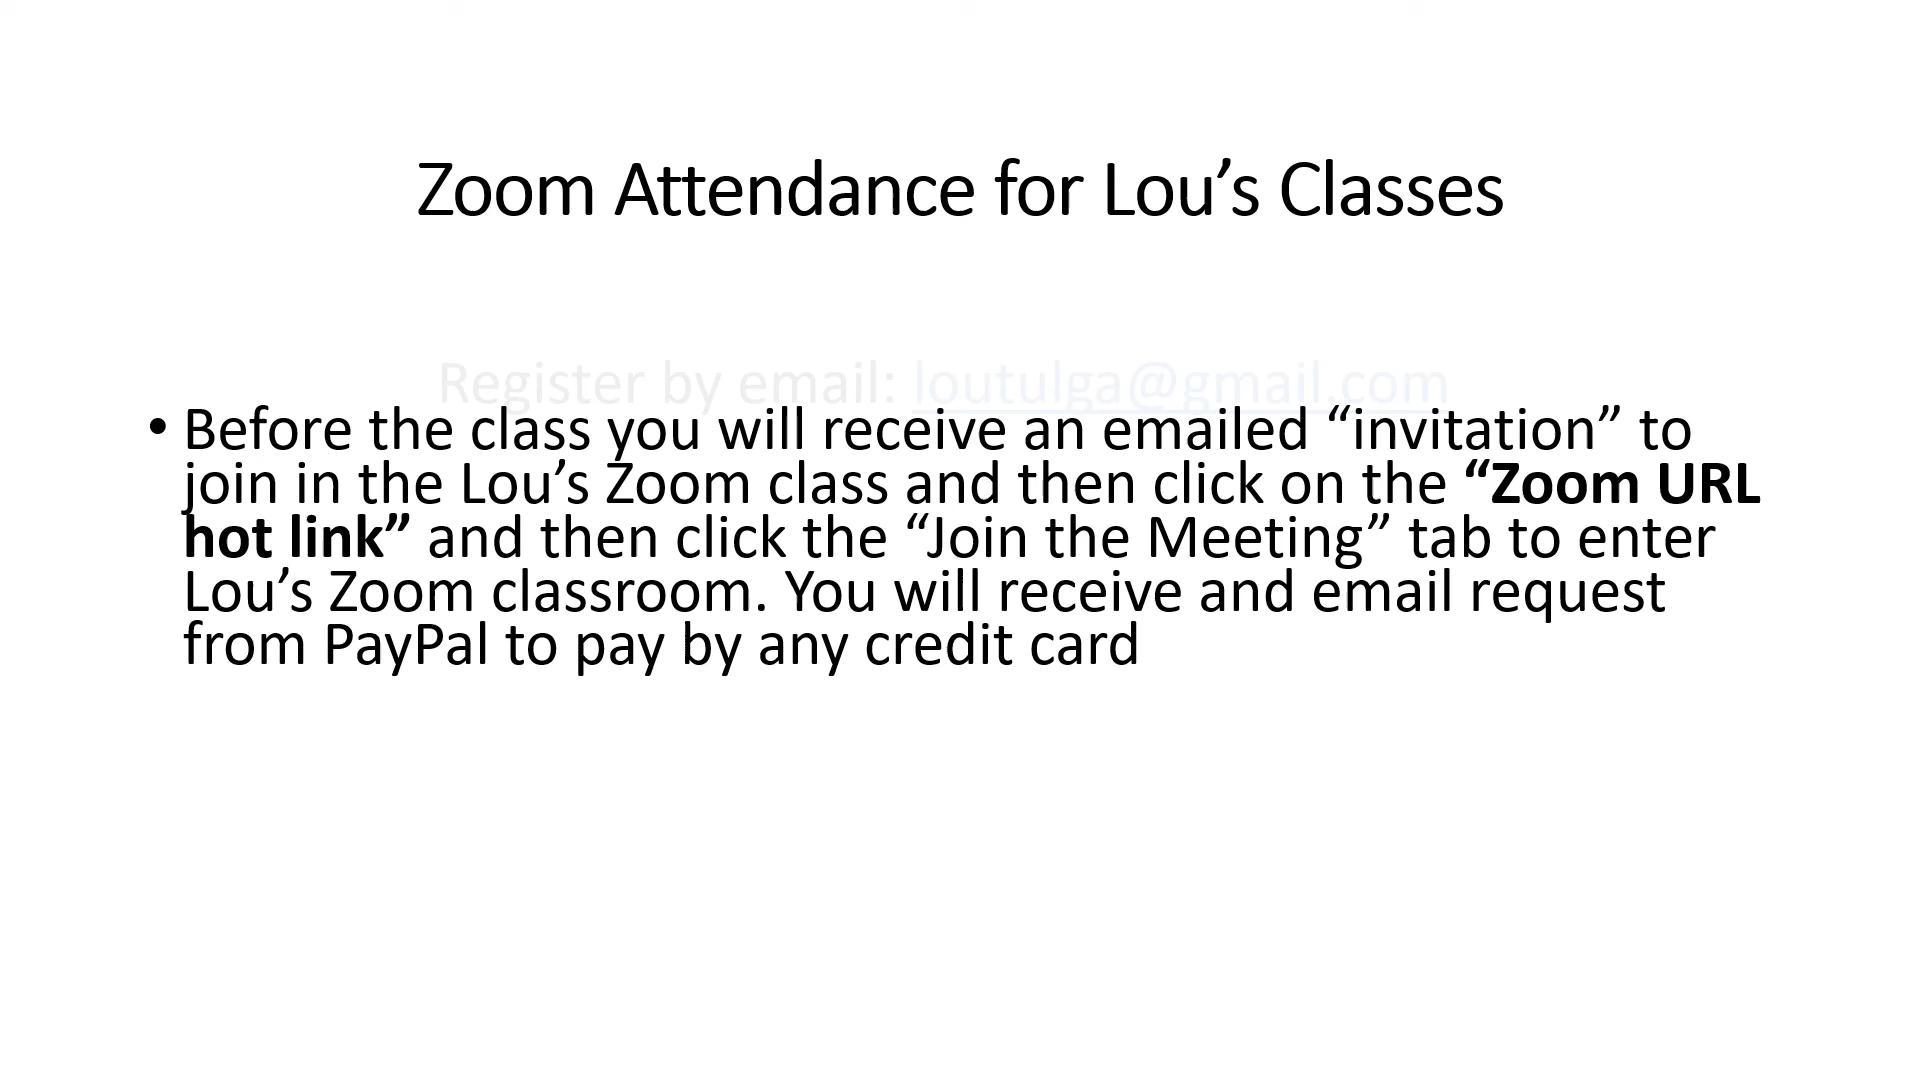 Zoom Attendance for Lou’s Classes
Register by email: loutulga@gmail.com
• Before the class you will receive an emailed “invitation” to
join in the Lou’s Zoom class and then click on the “Zoom URL
hot link” and then click the “Join the Meeting” tab to enter
Lou’s Zoom classroom. You will receive and email request
from PayPal to pay by any credit card